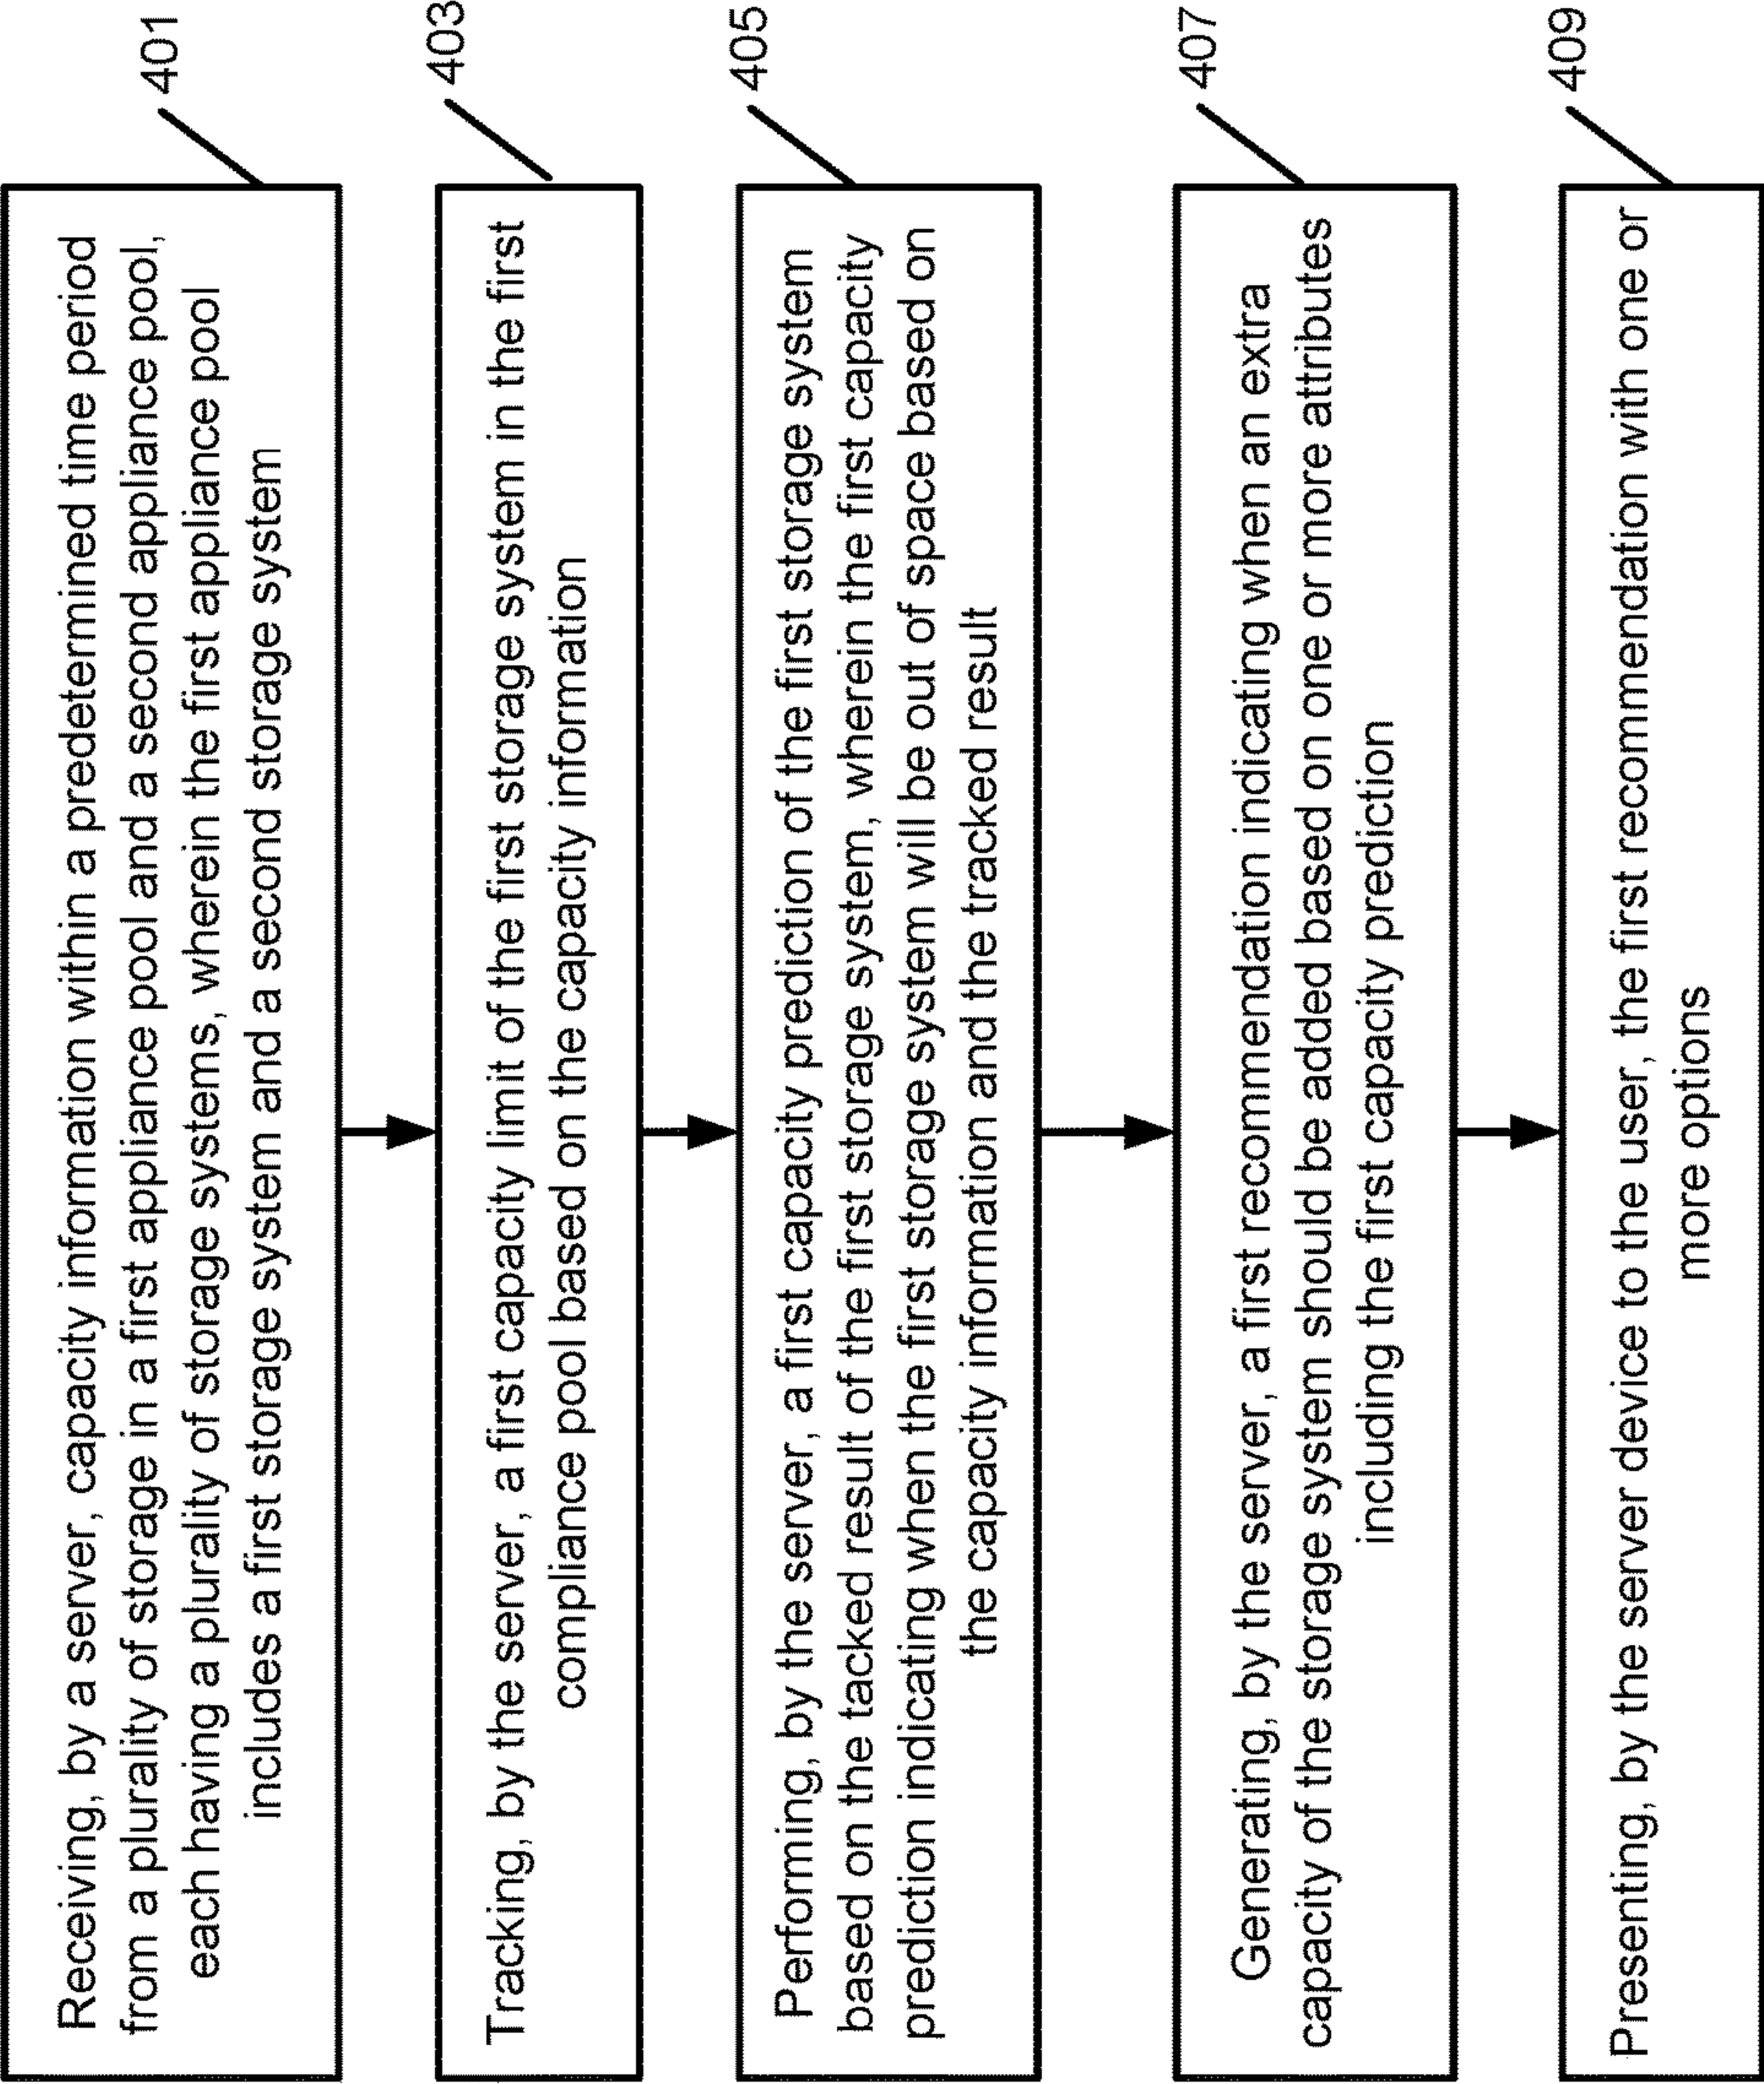 401
Receiving, by a server, capacity information within a predetermined time period
from a plurality of storage in a first appliance pool and a second appliance pool,
each having a plurality of storage systems, wherein the first appliance pool
includes a first storage system and a second storage system
403
Tracking, by the server, a first capacity limit of the first storage system in the first
compliance pool based on the capacity information
405
Performing, by the server, a first capacity prediction of the first storage system
based on the tacked result of the first storage system, wherein the first capacity
prediction indicating when the first storage system will be out of space based on
the capacity information and the tracked result
407
Generating, by the server, a first recommendation indicating when an extra
capacity of the storage system should be added based on one or more attributes
including the first capacity prediction
409
Presenting, by the server device to the user, the first recommendation with one or
more options